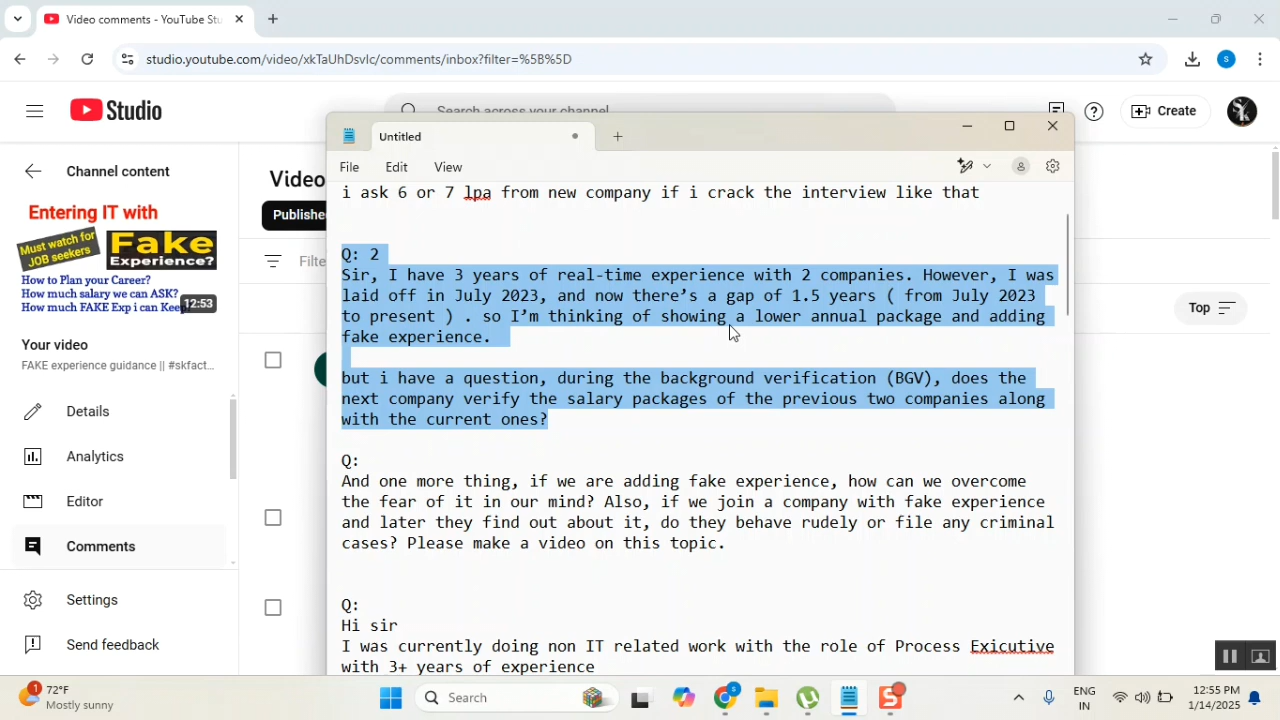 Video comments - YouTube Stu
studio.youtube.com/video/xkTaUhDsvIc/comments/inbox?filter=%5B%5D
Studio
Search across your channel
Create
Untitled
File Edit View
Channel content
Video
Entering IT with
Must watch for
JOB seekers
Fake
Experience?
How to Plan your Career?
How much salary we can ASK?
How much FAKE Exp i can Keep
12:53
Publishe
Filte
Top
Your video
FAKE experience guidance || #skfact...
Details
Analytics
Editor
Comments
Settings
Send feedback
i ask 6 or 7 lpa from new company if i crack the interview like that
Q: 2
Sir, I have 3 years of real-time experience with 2 companies. However, I was
laid off in July 2023, and now there's a gap of 1.5 years ( from July 2023
to present ) . so I'm thinking of showing a lower annual package and adding
fake experience.
but i have a question, during the background verification (BGV), does the
next company verify the salary packages of the previous two companies along
with the current ones?
Q:
And one more thing, if we are adding fake experience, how can we overcome
the fear of it in our mind? Also, if we join a company with fake experience
and later they find out about it, do they behave rudely or file any criminal
cases? Please make a video on this topic.
Q:
Hi sir
I was currently doing non IT related work with the role of Process Exicutive
with 3+ years of experience
1
72°F
Mostly sunny
Search
ENG
IN
12:55 PM
1/14/2025